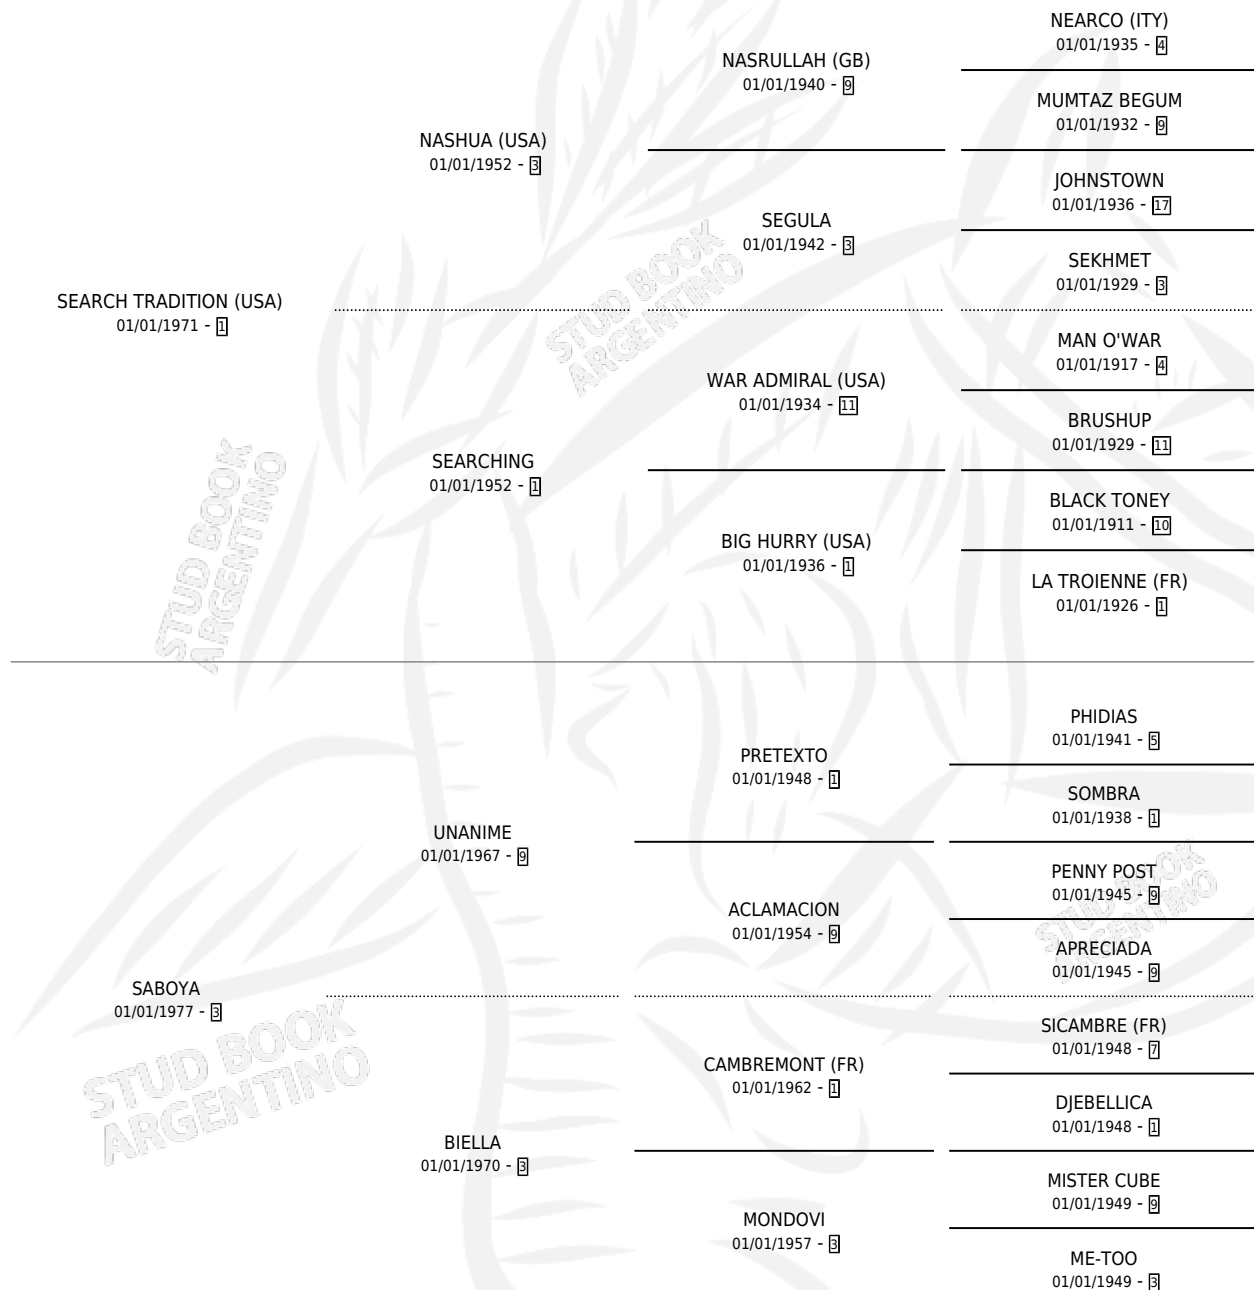 NEARCO (ITY)
01/01/1935 - 4
NASRULLAH (GB)
01/01/1940 - 9
MUMTAZ BEGUM
01/01/1932 - 9
NASHUA (USA)
01/01/1952 - 3
JOHNSTOWN
01/01/1936 - 17
SEGULA
01/01/1942 - 3
SEKHMET
01/01/1929 - 3
SEARCH TRADITION (USA)
01/01/1971 - 1
STUD BOOK
ARGENTINO
MAN O'WAR
01/01/1917 - 4
WAR ADMIRAL (USA)
01/01/1934 - 11
BRUSHUP
01/01/1929 - 11
SEARCHING
01/01/1952 - 1
STUD BOOK
ARGENTINO
BLACK TONEY
01/01/1911 - 10
BIG HURRY (USA)
01/01/1936 - 1
LA TROIENNE (FR)
01/01/1926 - 1
PHIDIAS
01/01/1941 - 5
PRETEXTO
01/01/1948 - 1
SOMBRA
01/01/1938 - 1
UNANIME
01/01/1967 - 9
PENNY POST
01/01/1945 - 9
STUD BOOK
ARGENTINO
ACLAMACION
01/01/1954 - 9
APRECIADA
01/01/1945 - 9
SABOYA
01/01/1977 - 3
STUD BOOK
ARGENTINO
SICAMBRE (FR)
01/01/1948 - 7
CAMBREMONT (FR)
01/01/1962 - 1
DJEBELLICA
01/01/1948 - 1
BIELLA
01/01/1970 - 3
MISTER CUBE
01/01/1949 - 9
MONDOVI
01/01/1957 - 3
ME-TOO
01/01/1949 - 3